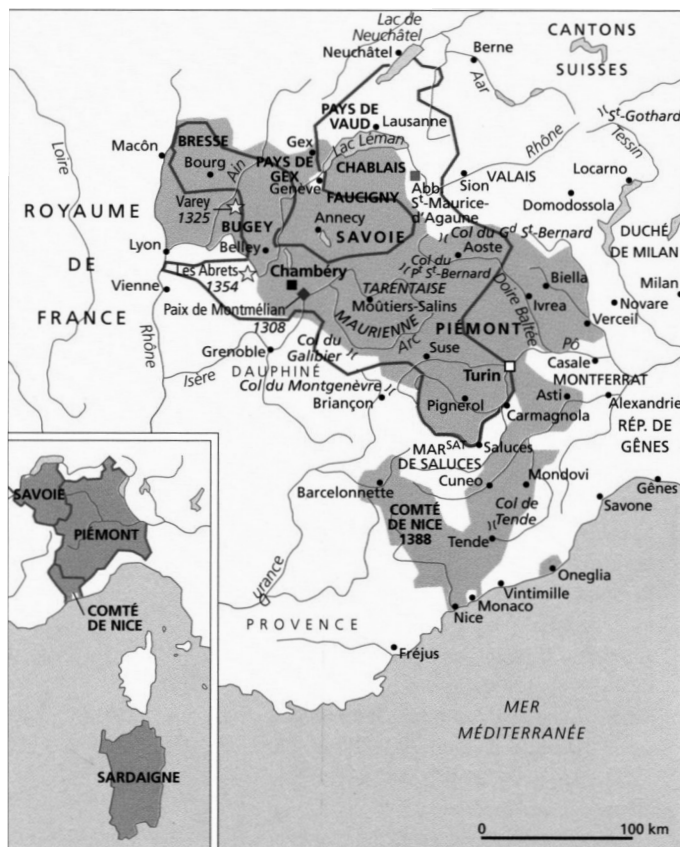 Lac de
Neuchâtel
Neuchâtel
Berne
CANTONS
SUISSES
Aar
PAYS DE
VAUD
Lausanne
Lac Léman
Rhône
St-Gothard
Tessin
Loire
Mâcon
BRESSE
Bourg
Ain
Gex
PAYS DE
GEX
Genève
CHABLAIS
FAUCIGNY
Abb.
St-Maurice-
d'Agaune
Sion
VALAIS
Locarno
Domodossola
ROYAUME
DE
FRANCE
Varey
1325
BUGEY
Annecy
SAVOIE
Col du Gd St-Bernard
Aoste
DUCHÉ
DE MILAN
Lyon
Belley
Col du
Pt St-Bernard
Les Abrets
1354
Chambéry
TARENTAISE
Biella
Milan
Vienne
Paix de Montmélian
1308
Moûtiers-Salins
Doire Baltée
Ivrea
Novare
MAURIENNE
PIÉMONT
Verceil
Rhône
Grenoble
Col du
Galibier
Arc
Suse
Pô
Isère
DAUPHINÉ
Turin
Casale
Col du Montgenèvre
MONTFERRAT
Briançon
Pignerol
Asti
Carmagnola
Alexandrie
RÉP. DE
GÊNES
MARSAT
DE SALUCES
Saluces
Cuneo
Mondovi
Barcelonnette
Gênes
COMTÉ
DE NICE
1388
Col de
Tende
Savone
Tende
Durance
Oneglia
Vintimille
Monaco
Nice
PROVENCE
Fréjus
MER
MÉDITERRANÉE
SAVOIE
PIÉMONT
COMTÉ
DE NICE
SARDAIGNE
0 100 km